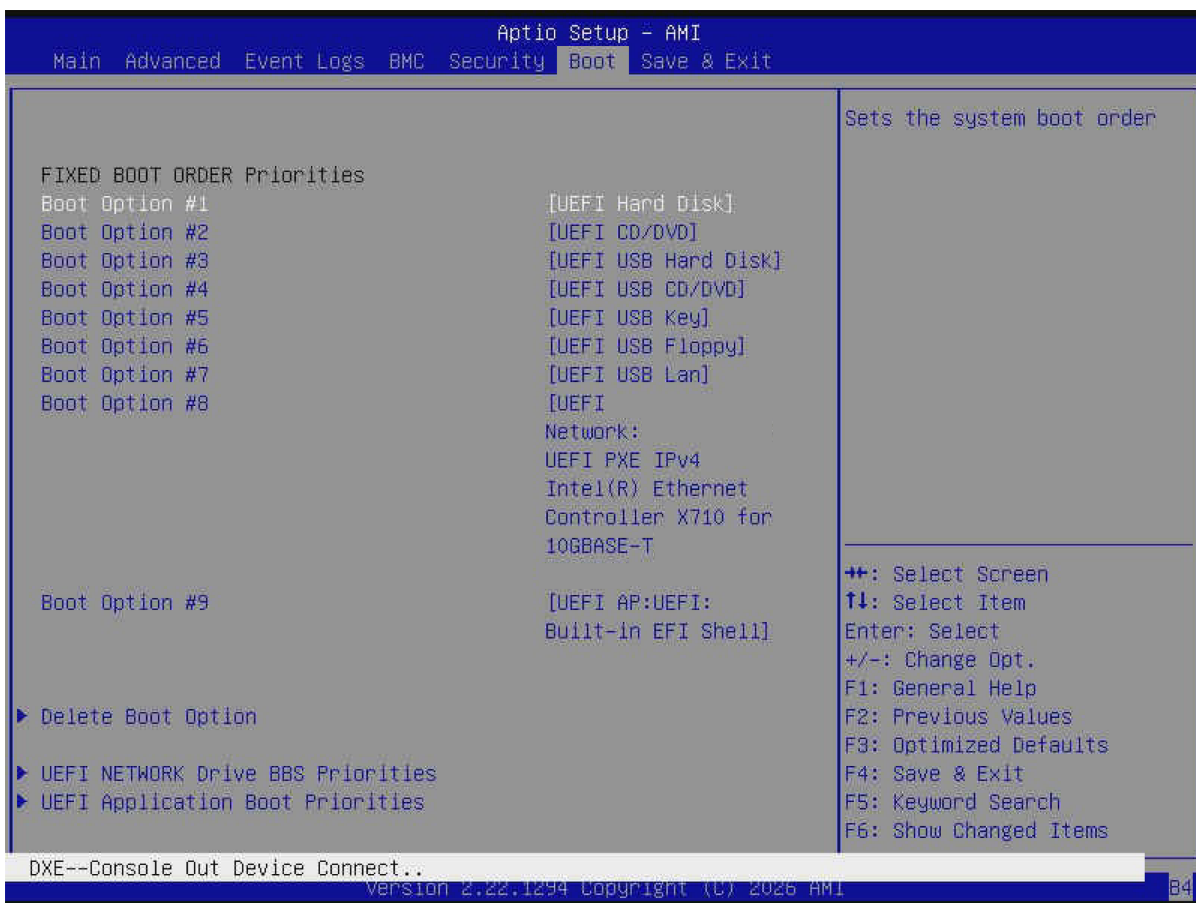 Aptio Setup – AMI
Main Advanced Event Logs BMC Security Boot Save & Exit
Sets the system boot order
FIXED BOOT ORDER Priorities
Boot Option #1 [UEFI Hard Disk]
Boot Option #2 [UEFI CD/DVD]
Boot Option #3 [UEFI USB Hard Disk]
Boot Option #4 [UEFI USB CD/DVD]
Boot Option #5 [UEFI USB Key]
Boot Option #6 [UEFI USB Floppy]
Boot Option #7 [UEFI USB Lan]
Boot Option #8 [UEFI
Network:
UEFI PXE IPv4
Intel(R) Ethernet
Controller X710 for
10GBASE-T
Boot Option #9 [UEFI AP:UEFI:
Built-in EFI Shell]
Delete Boot Option
UEFI NETWORK Drive BBS Priorities
UEFI Application Boot Priorities
→←: Select Screen
↑↓: Select Item
Enter: Select
+/-: Change Opt.
F1: General Help
F2: Previous Values
F3: Optimized Defaults
F4: Save & Exit
F5: Keyword Search
F6: Show Changed Items
DXE--Console Out Device Connect..
Version 2.22.1294 Copyright (C) 2026 AMI
B4